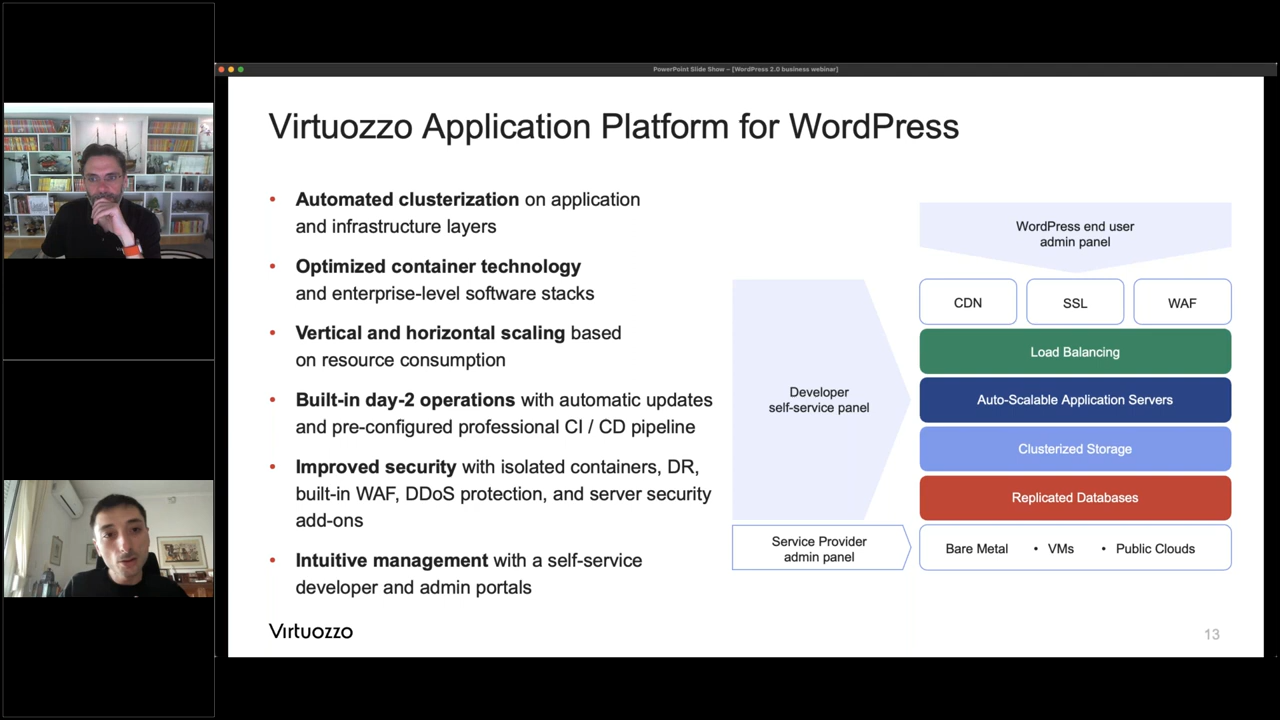 PowerPoint Slide Show – [WordPress 2.0 business webinar]
Virtuozzo Application Platform for WordPress
• Automated clusterization on application
and infrastructure layers
• Optimized container technology
and enterprise-level software stacks
• Vertical and horizontal scaling based
on resource consumption
• Built-in day-2 operations with automatic updates
and pre-configured professional CI / CD pipeline
• Improved security with isolated containers, DR,
built-in WAF, DDoS protection, and server security
add-ons
• Intuitive management with a self-service
developer and admin portals
WordPress end user
admin panel
CDN
SSL
WAF
Load Balancing
Developer
self-service panel
Auto-Scalable Application Servers
Clusterized Storage
Replicated Databases
Service Provider
admin panel
Bare Metal • VMs • Public Clouds
Virtuozzo
13